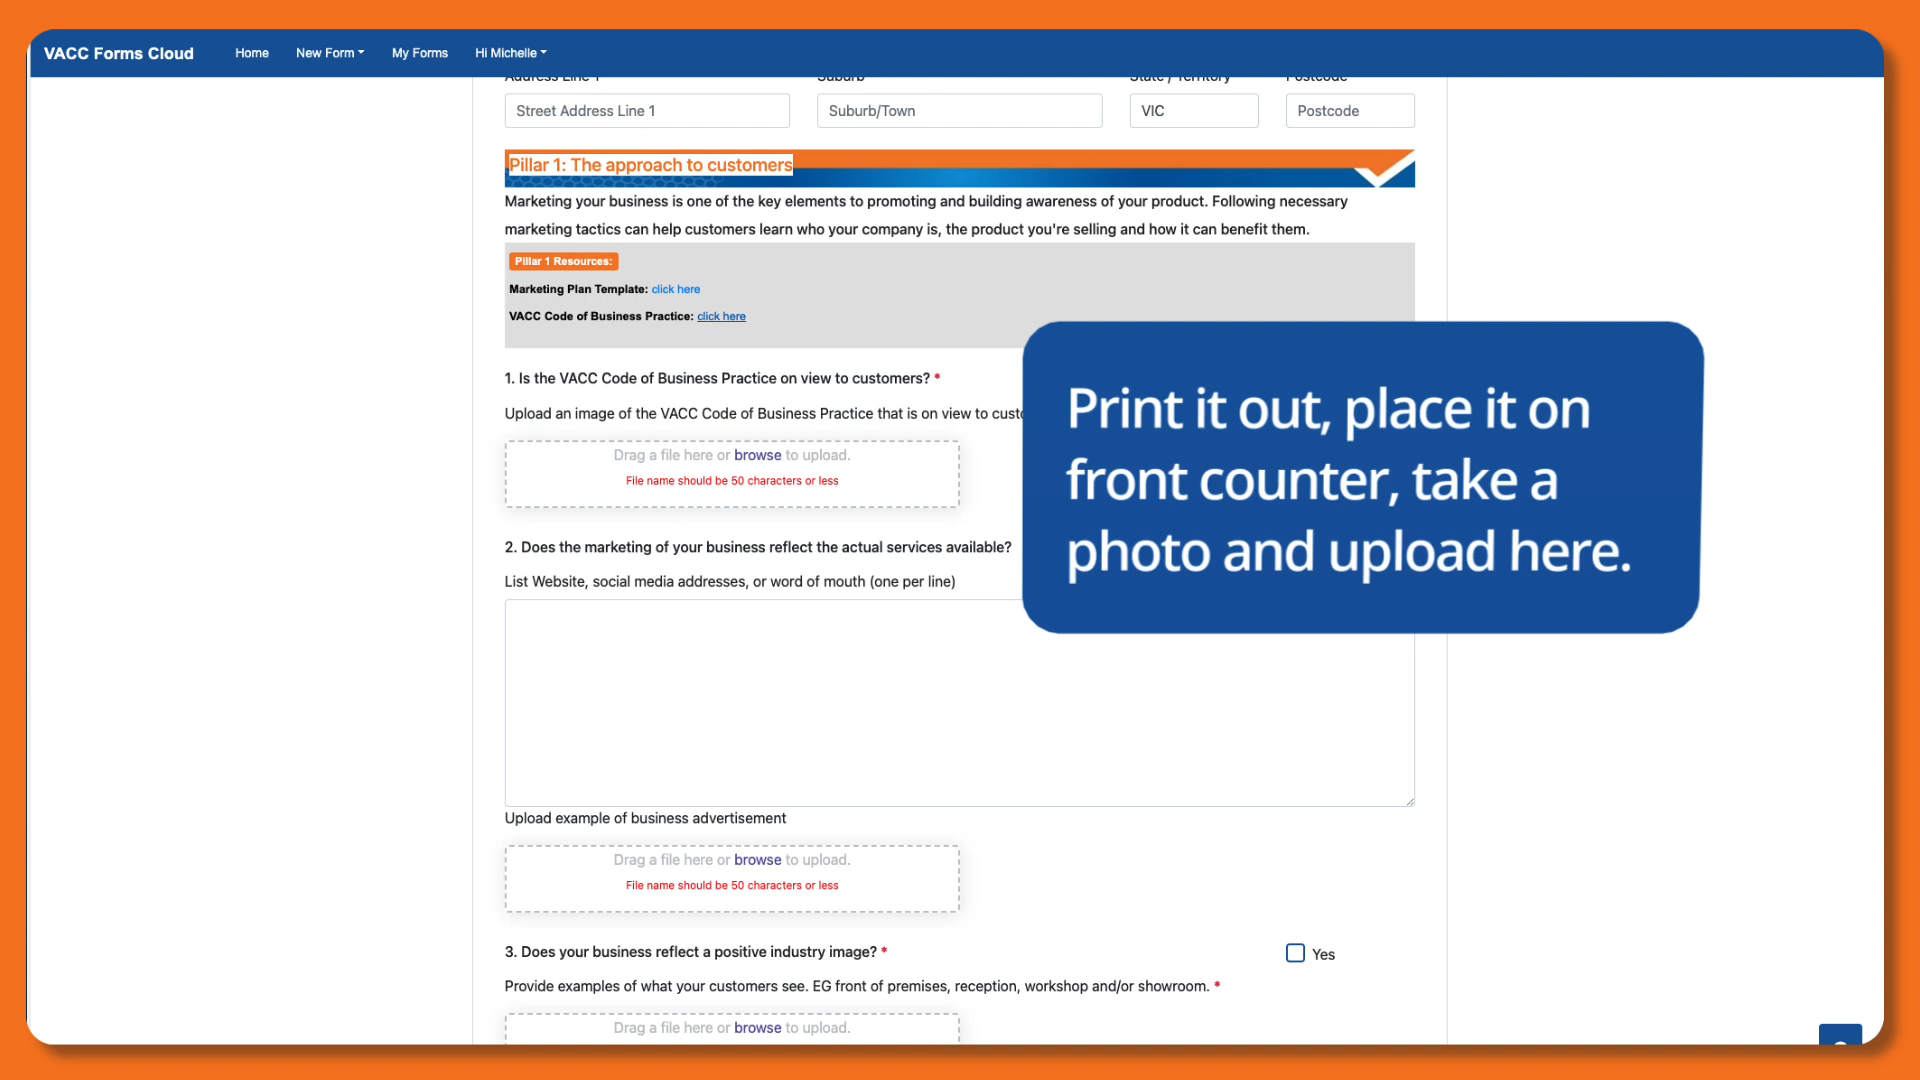 VACC Forms Cloud
Home
New Form
My Forms
Hi Michelle
Address Line 1
Suburb
State / Territory
Postcode
Street Address Line 1
Suburb/Town
VIC
Postcode
Pillar 1: The approach to customers
Marketing your business is one of the key elements to promoting and building awareness of your product. Following necessary
marketing tactics can help customers learn who your company is, the product you're selling and how it can benefit them.
Pillar 1 Resources:
Marketing Plan Template: click here
VACC Code of Business Practice: click here
1. Is the VACC Code of Business Practice on view to customers? *
Upload an image of the VACC Code of Business Practice that is on view to
Drag a file here or browse to upload.
File name should be 50 characters or less
Print it out, place it on
front counter, take a
photo and upload here.
2. Does the marketing of your business reflect the actual services available?
List Website, social media addresses, or word of mouth (one per line)
Upload example of business advertisement
Drag a file here or browse to upload.
File name should be 50 characters or less
3. Does your business reflect a positive industry image? *
Yes
Provide examples of what your customers see. EG front of premises, reception, workshop and/or showroom. *
Drag a file here or browse to upload.